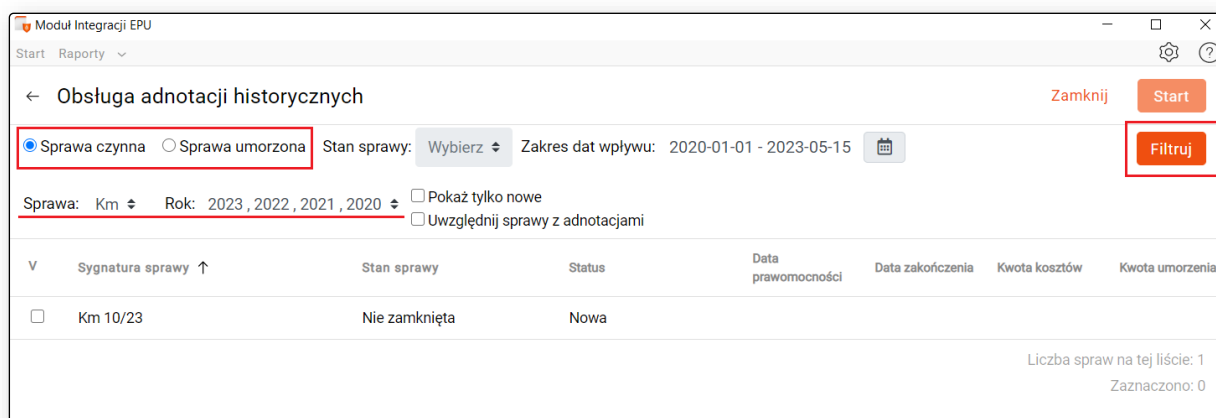 Moduł Integracji EPU
Start Raporty
Obsługa adnotacji historycznych Zamknij Start
Sprawa czynna Sprawa umorzona Stan sprawy: Wybierz Zakres dat wpływu: 2020-01-01 - 2023-05-15 Filtruj
Sprawa: Km Rok: 2023 , 2022 , 2021 , 2020 Pokaż tylko nowe
Uwzględnij sprawy z adnotacjami
V Sygnatura sprawy Stan sprawy Status Data prawomocności Data zakończenia Kwota kosztów Kwota umorzenia
Km 10/23 Nie zamknięta Nowa
Liczba spraw na tej liście: 1
Zaznaczono: 0